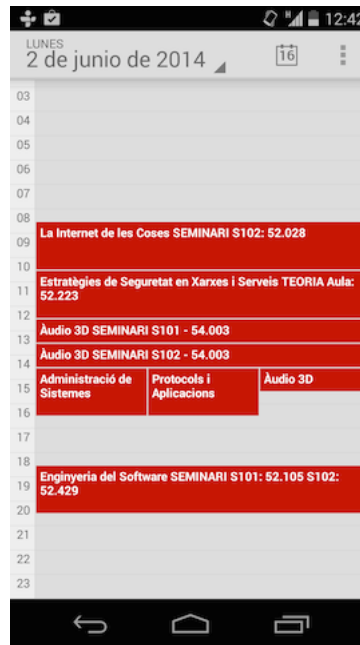 12:42
LUNES
2 de junio de 2014
16
03
04
05
06
07
08
La Internet de les Coses SEMINARI S102: 52.028
09
10
Estratègies de Seguretat en Xarxes i Serveis TEORIA Aula:
52.223
11
12
Àudio 3D SEMINARI S101 - 54.003
13
Àudio 3D SEMINARI S102 - 54.003
14
Administració de
Sistemes
Protocols i
Aplicacions
Àudio 3D
15
16
17
18
Enginyeria del Software SEMINARI S101: 52.105 S102:
52.429
19
20
21
22
23